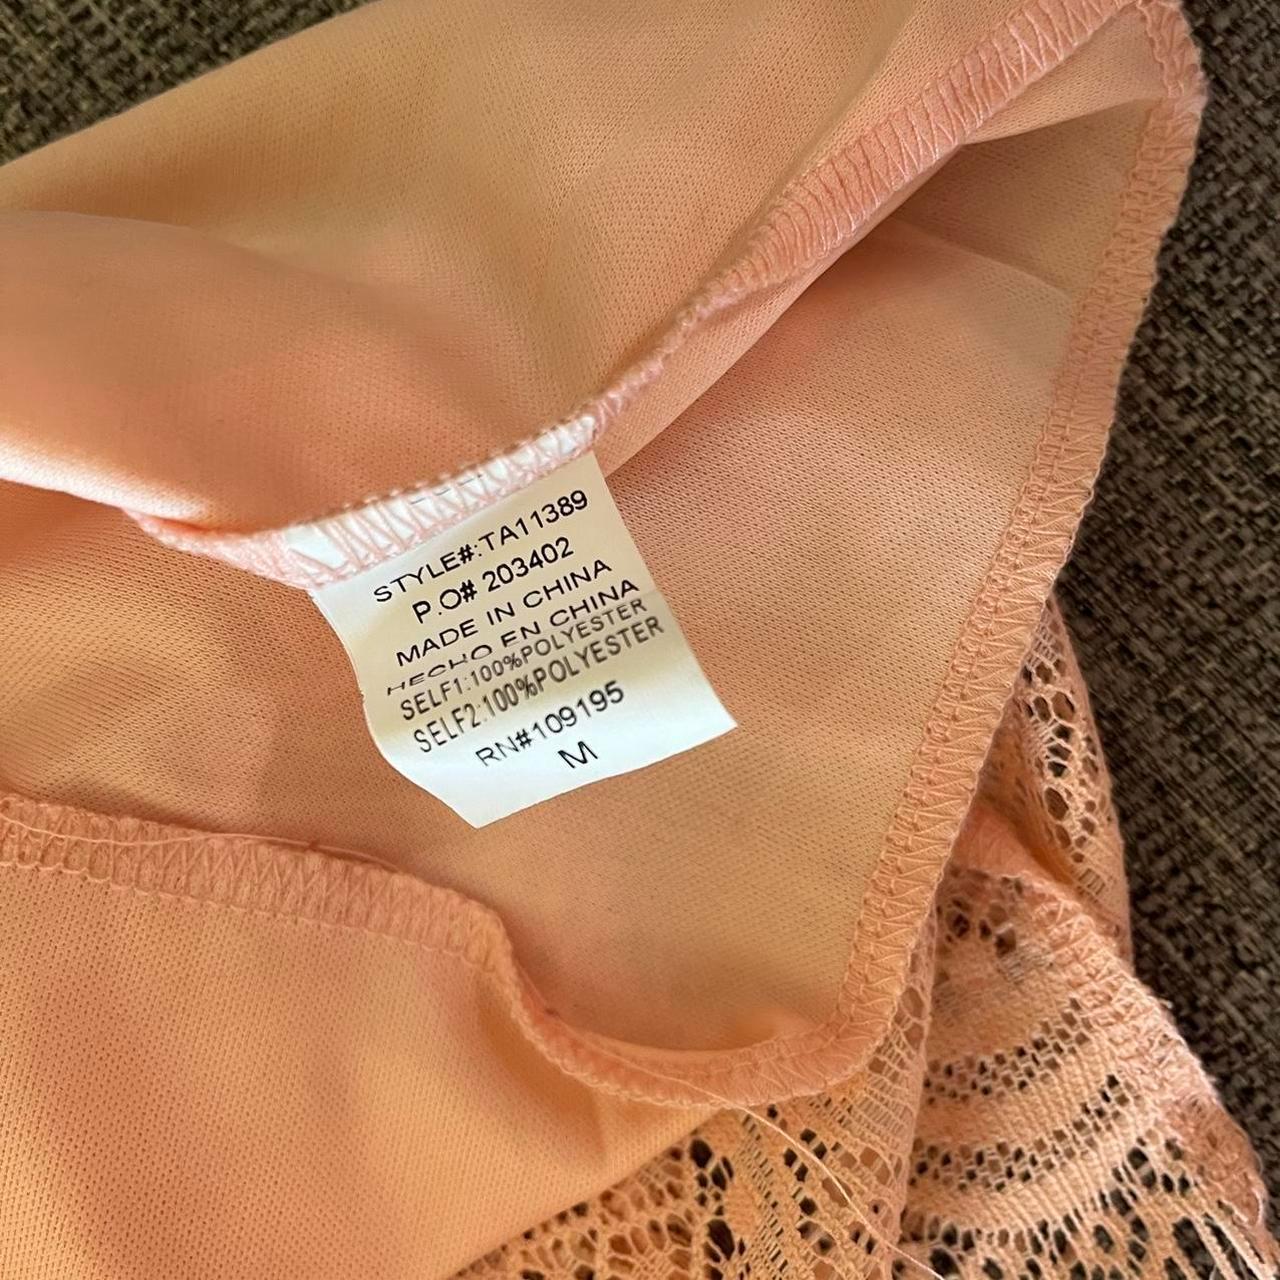 STYLE#:TA11389
P.O# 203402
MADE IN CHINA
HECHO EN CHINA
SELF1:100%POLYESTER
SELF2:100%POLYESTER
RN#109195
M